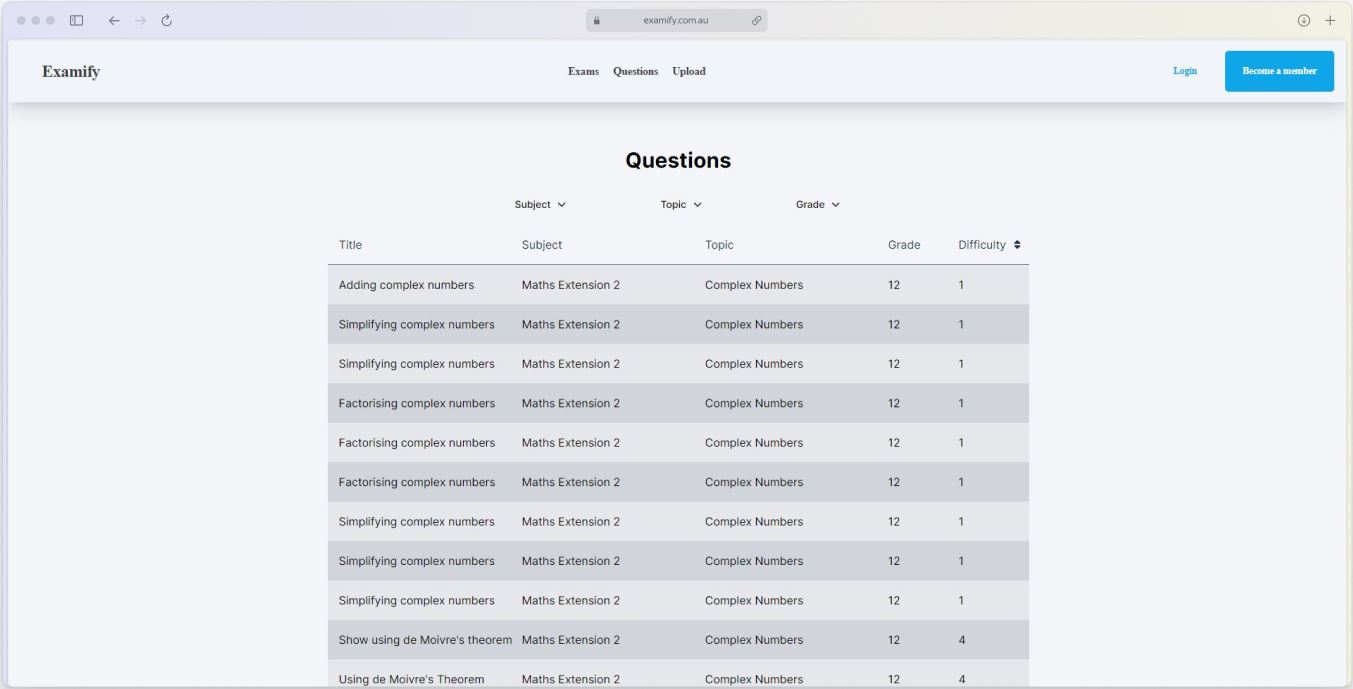 examify.com.au
Examify Exams Questions Upload Login Become a member
Questions
Subject Topic Grade
Title Subject Topic Grade Difficulty
Adding complex numbers Maths Extension 2 Complex Numbers 12 1
Simplifying complex numbers Maths Extension 2 Complex Numbers 12 1
Simplifying complex numbers Maths Extension 2 Complex Numbers 12 1
Factorising complex numbers Maths Extension 2 Complex Numbers 12 1
Factorising complex numbers Maths Extension 2 Complex Numbers 12 1
Factorising complex numbers Maths Extension 2 Complex Numbers 12 1
Simplifying complex numbers Maths Extension 2 Complex Numbers 12 1
Simplifying complex numbers Maths Extension 2 Complex Numbers 12 1
Simplifying complex numbers Maths Extension 2 Complex Numbers 12 1
Show using de Moivre's theorem Maths Extension 2 Complex Numbers 12 4
Using de Moivre's Theorem Maths Extension 2 Complex Numbers 12 4